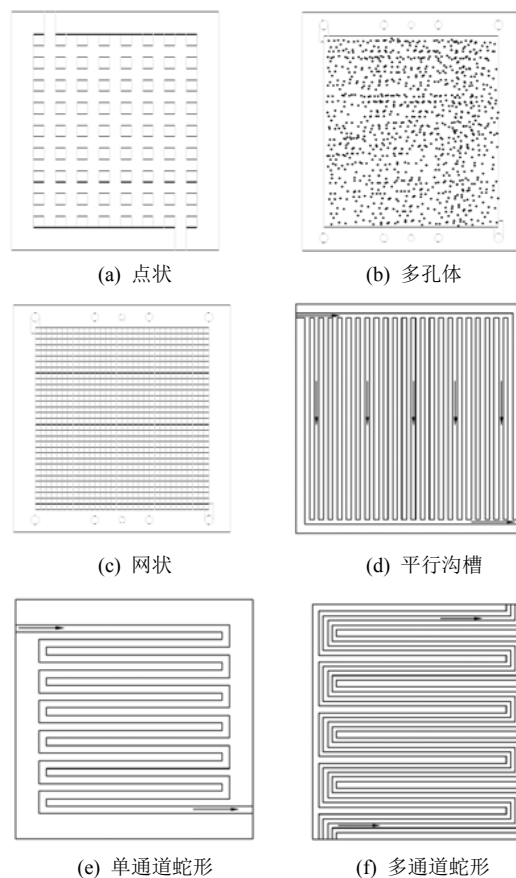 (a) 点状
(b) 多孔体
(c) 网状
(d) 平行沟槽
(e) 单通道蛇形
(f) 多通道蛇形